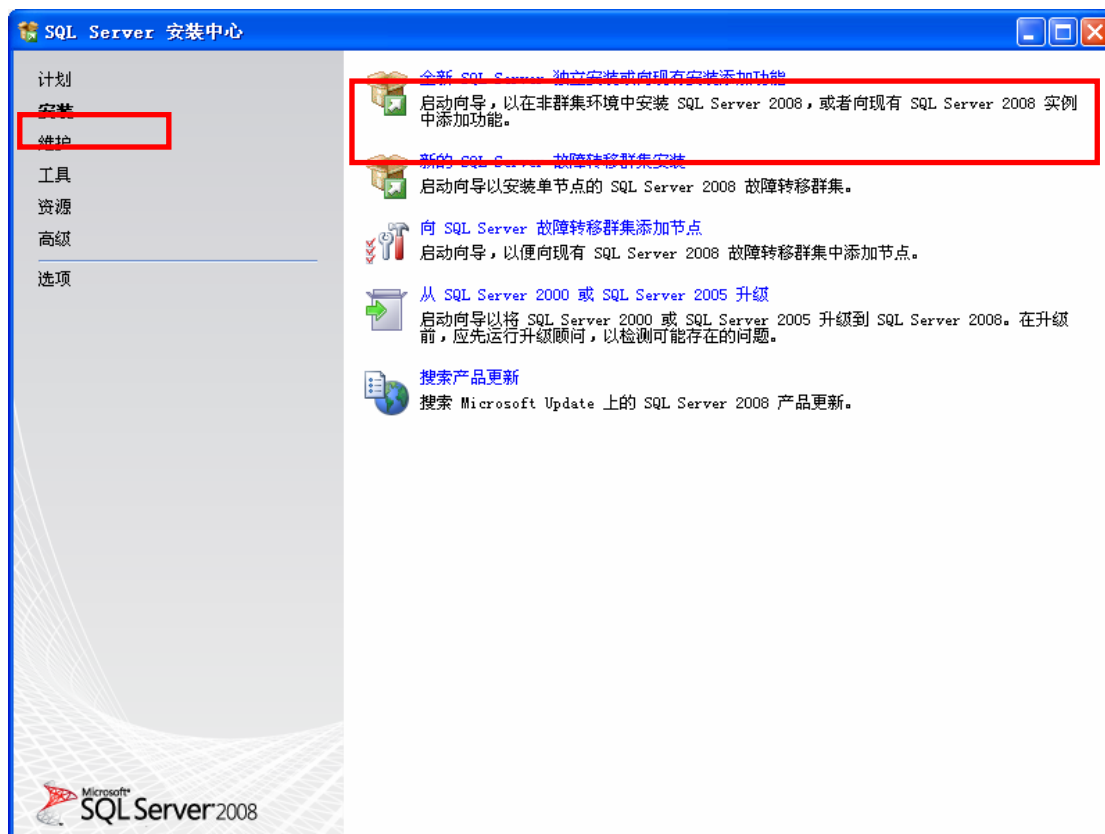 SQL Server 安装中心
计划
安装
维护
工具
资源
高级
选项
全新 SQL Server 独立安装或向现有安装添加功能
启动向导，以在非群集环境中安装 SQL Server 2008，或者向现有 SQL Server 2008 实例
中添加功能。
新的 SQL Server 故障转移群集安装
启动向导以安装单节点的 SQL Server 2008 故障转移群集。
向 SQL Server 故障转移群集添加节点
启动向导，以便向现有 SQL Server 2008 故障转移群集中添加节点。
从 SQL Server 2000 或 SQL Server 2005 升级
启动向导以将 SQL Server 2000 或 SQL Server 2005 升级到 SQL Server 2008。在升级
前，应先运行升级顾问，以检测可能存在的问题。
搜索产品更新
搜索 Microsoft Update 上的 SQL Server 2008 产品更新。
Microsoft
SQL Server 2008